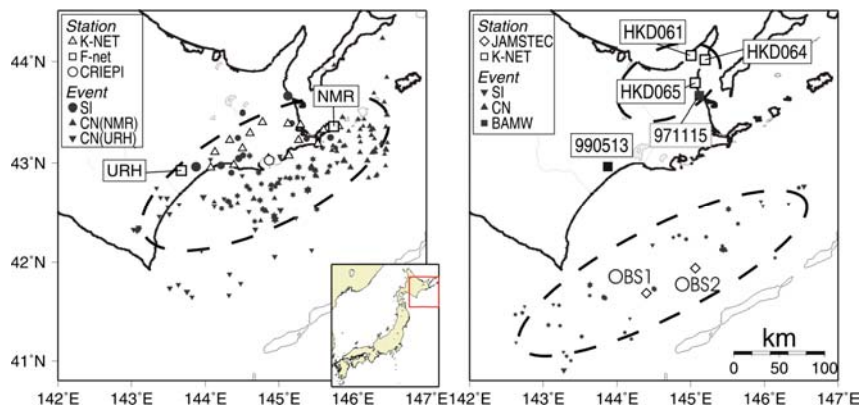 44˚N
43˚N
42˚N
41˚N
142˚E 143˚E 144˚E 145˚E 146˚E 147˚E
Station
K-NET
F-net
CRIEPI
Event
SI
CN(NMR)
CN(URH)
NMR
URH
142˚E 143˚E 144˚E 145˚E 146˚E 147˚E
Station
JAMSTEC
K-NET
Event
SI
CN
BAMW
HKD061
HKD064
HKD065
971115
990513
OBS1
OBS2
km
0 50 100